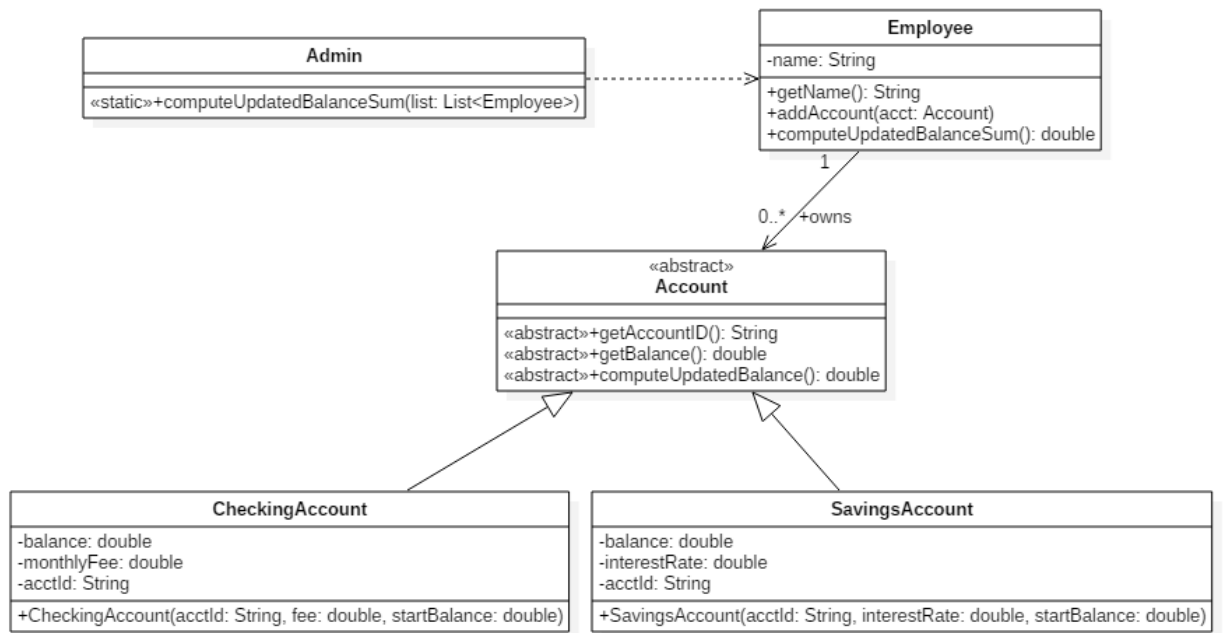 Admin
«static»+computeUpdatedBalanceSum(list: List<Employee>)
Employee
-name: String
+getName(): String
+addAccount(acct: Account)
+computeUpdatedBalanceSum(): double
1
0..* +owns
«abstract»
Account
«abstract»+getAccountID(): String
«abstract»+getBalance(): double
«abstract»+computeUpdatedBalance(): double
CheckingAccount
-balance: double
-monthlyFee: double
-acctId: String
+CheckingAccount(acctId: String, fee: double, startBalance: double)
SavingsAccount
-balance: double
-interestRate: double
-acctId: String
+SavingsAccount(acctId: String, interestRate: double, startBalance: double)